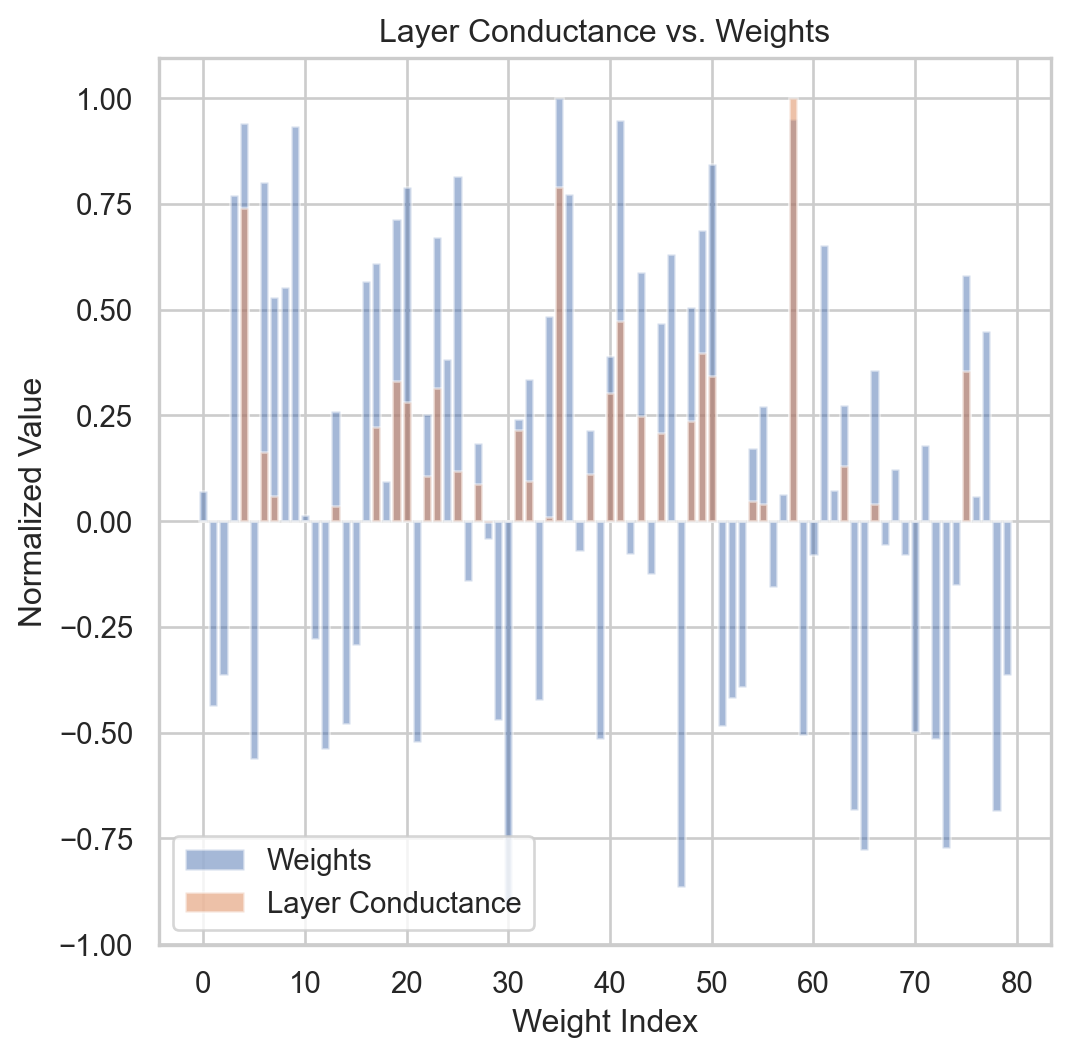 Layer Conductance vs. Weights
Normalized Value
1.00
0.75
0.50
0.25
0.00
−0.25
−0.50
−0.75
−1.00
Weights
Layer Conductance
0 10 20 30 40 50 60 70 80
Weight Index